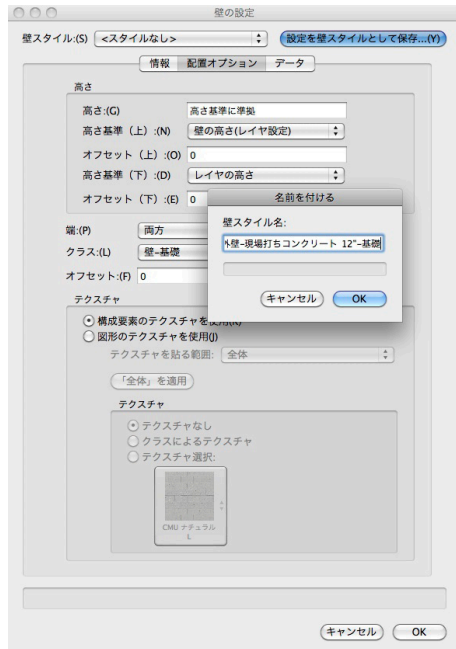 壁の設定
壁スタイル:(S) <スタイルなし> 設定を壁スタイルとして保存...(Y)
情報 配置オプション データ
高さ
高さ:(G) 高さ基準に準拠
高さ基準（上）:(N) 壁の高さ(レイヤ設定)
オフセット（上）:(O) 0
高さ基準（下）:(D) レイヤの高さ
オフセット（下）:(E) 0
名前を付ける
壁スタイル名:
外壁-現場打ちコンクリート 12"-基礎
キャンセル OK
端:(P) 両方
クラス:(L) 壁-基礎
オフセット:(F) 0
テクスチャ
構成要素のテクスチャを使用(R)
図形のテクスチャを使用(J)
テクスチャを貼る範囲: 全体
「全体」を適用
テクスチャ
テクスチャなし
クラスによるテクスチャ
テクスチャ選択:
CMU ナチュラル
L
キャンセル OK